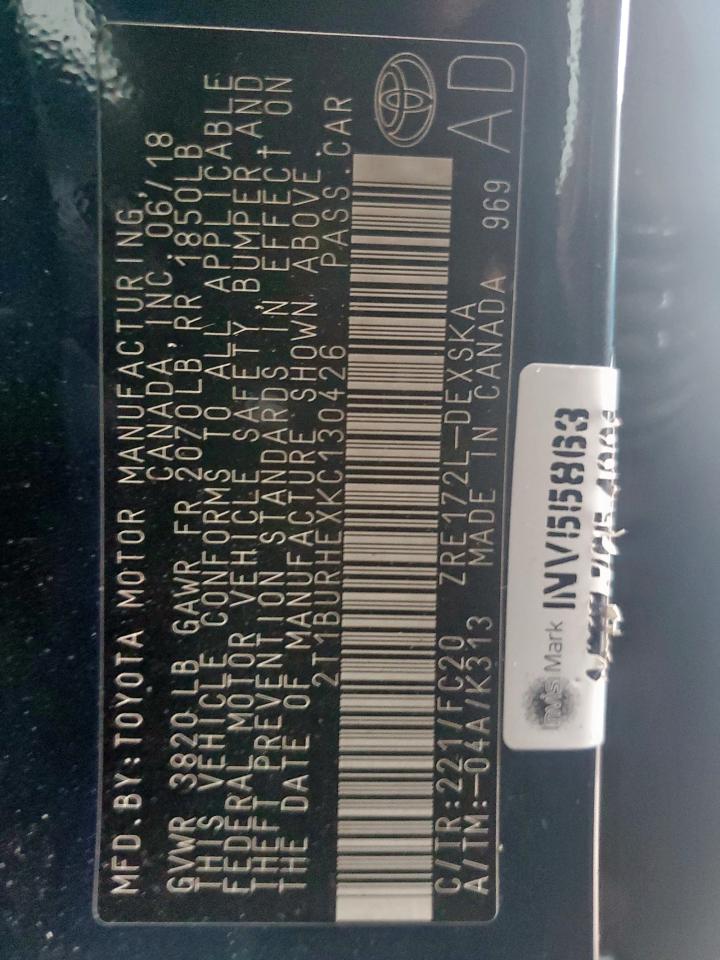 MFD.BY:TOYOTA MOTOR MANUFACTURING,
CANADA,INC. 06/18
GVWR 3820 LB GAWR FR 2070LB,RR 1850LB
THIS VEHICLE CONFORMS TO ALL APPLICABLE
FEDERAL MOTOR VEHICLE SAFETY, BUMPER,AND
THEFT PREVENTION STANDARDS IN EFFECT ON
THE DATE OF MANUFACTURE SHOWN ABOVE.
2T1BURHEXKC130426 PASS.CAR
C/TR:221/FC20 ZRE172L-DEXSKA
A/TM:-04A/K313 MADE IN CANADA 969
AD
invis Mark INV155863